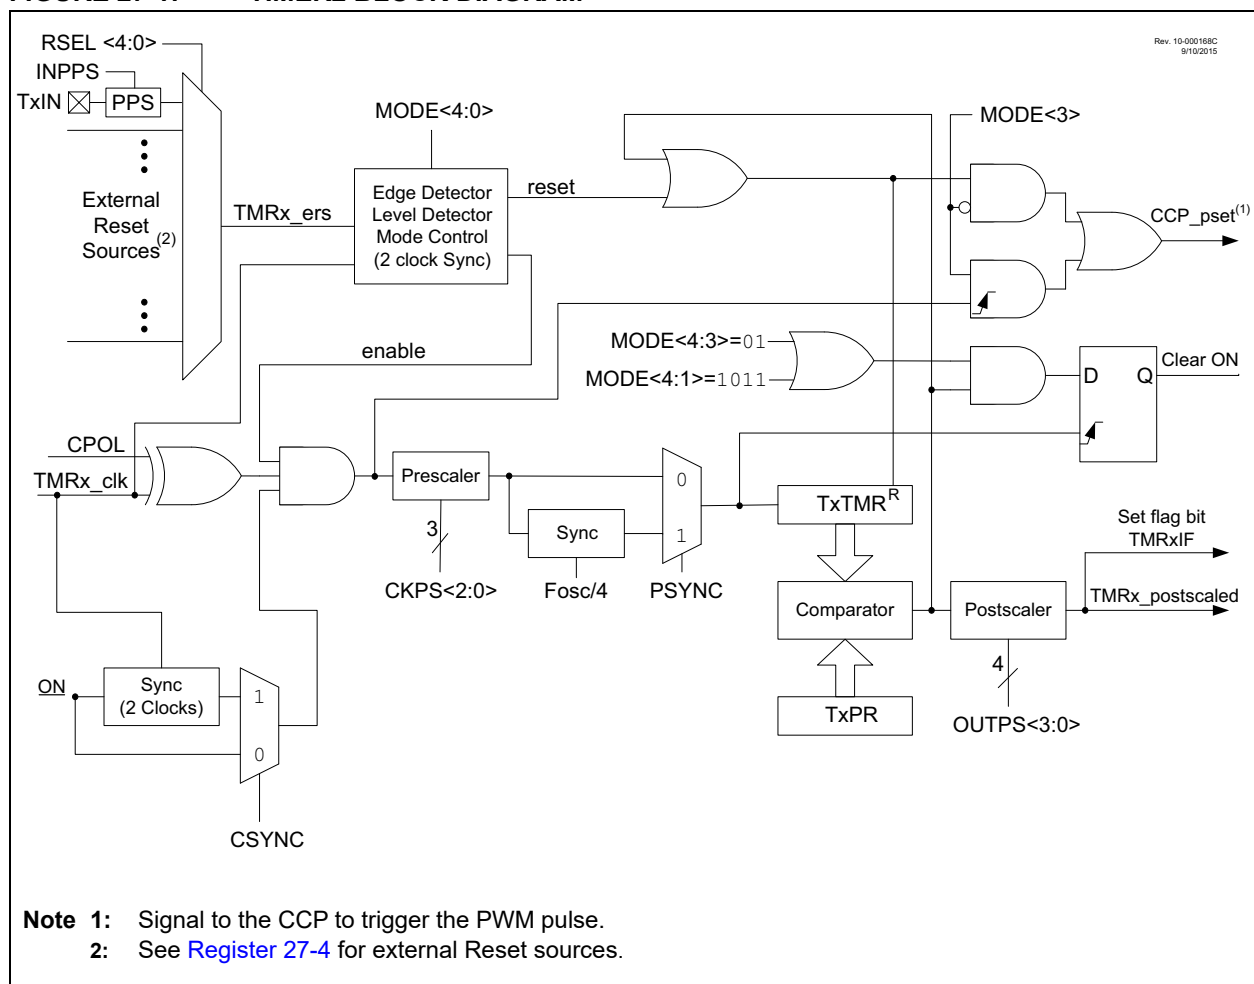 Rev. 10-000168C
9/10/2015
RSEL <4:0>
INPPS
TxIN
PPS
MODE<4:0>
MODE<3>
External
Reset
Sources(2)
TMRx_ers
Edge Detector
Level Detector
Mode Control
(2 clock Sync)
reset
CCP_pset(1)
enable
MODE<4:3>=01
MODE<4:1>=1011
D
Q
Clear ON
CPOL
TMRx_clk
Prescaler
3
CKPS<2:0>
Sync
Fosc/4
0
1
PSYNC
TxTMR
R
Comparator
TxPR
Postscaler
4
OUTPS<3:0>
Set flag bit
TMRxIF
TMRx_postscaled
ON
Sync
(2 Clocks)
1
0
CSYNC
Note 1: Signal to the CCP to trigger the PWM pulse.
2: See Register 27-4 for external Reset sources.